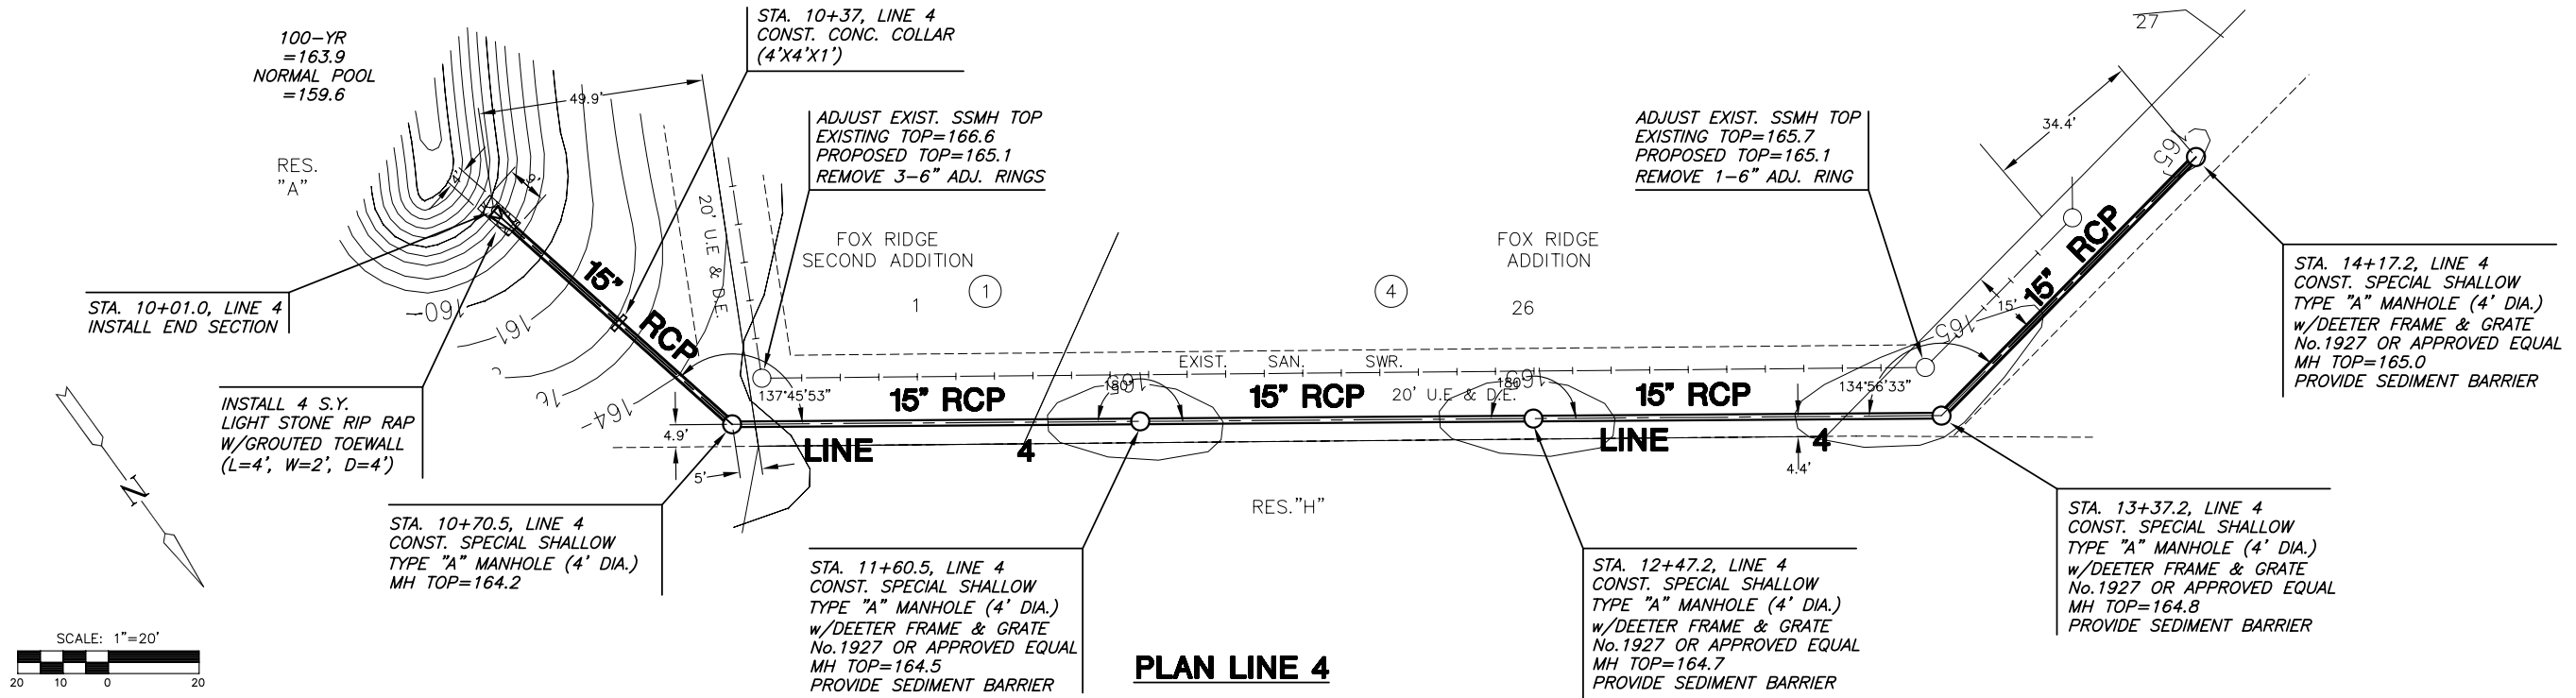 STA. 10+37, LINE 4
CONST. CONC. COLLAR
(4'X4'X1')
100-YR
=163.9
NORMAL POOL
=159.6
RES.
"A"
49.9'
4'
9'
20' U.E & D.E.
ADJUST EXIST. SSMH TOP
EXISTING TOP=166.6
PROPOSED TOP=165.1
REMOVE 3-6" ADJ. RINGS
ADJUST EXIST. SSMH TOP
EXISTING TOP=165.7
PROPOSED TOP=165.1
REMOVE 1-6" ADJ. RING
27
34.4'
65
FOX RIDGE
SECOND ADDITION
1
1
4
FOX RIDGE
ADDITION
26
STA. 10+01.0, LINE 4
INSTALL END SECTION
160-
161
164
15" RCP
15" RCP
15'
165
STA. 14+17.2, LINE 4
CONST. SPECIAL SHALLOW
TYPE "A" MANHOLE (4' DIA.)
w/DEETER FRAME & GRATE
No.1927 OR APPROVED EQUAL
MH TOP=165.0
PROVIDE SEDIMENT BARRIER
EXIST. SAN. SWR.
137°45'53"
180°
165
180°
165
134°56'33"
15" RCP
15" RCP
20' U.E & D.E.
15" RCP
INSTALL 4 S.Y.
LIGHT STONE RIP RAP
W/GROUTED TOEWALL
(L=4', W=2', D=4')
4.9'
5'
LINE 4
LINE 4
4.4'
N
RES."H"
STA. 10+70.5, LINE 4
CONST. SPECIAL SHALLOW
TYPE "A" MANHOLE (4' DIA.)
MH TOP=164.2
STA. 11+60.5, LINE 4
CONST. SPECIAL SHALLOW
TYPE "A" MANHOLE (4' DIA.)
w/DEETER FRAME & GRATE
No.1927 OR APPROVED EQUAL
MH TOP=164.5
PROVIDE SEDIMENT BARRIER
STA. 12+47.2, LINE 4
CONST. SPECIAL SHALLOW
TYPE "A" MANHOLE (4' DIA.)
w/DEETER FRAME & GRATE
No.1927 OR APPROVED EQUAL
MH TOP=164.7
PROVIDE SEDIMENT BARRIER
STA. 13+37.2, LINE 4
CONST. SPECIAL SHALLOW
TYPE "A" MANHOLE (4' DIA.)
w/DEETER FRAME & GRATE
No.1927 OR APPROVED EQUAL
MH TOP=164.8
PROVIDE SEDIMENT BARRIER
SCALE: 1"=20'
20 10 0 20
PLAN LINE 4